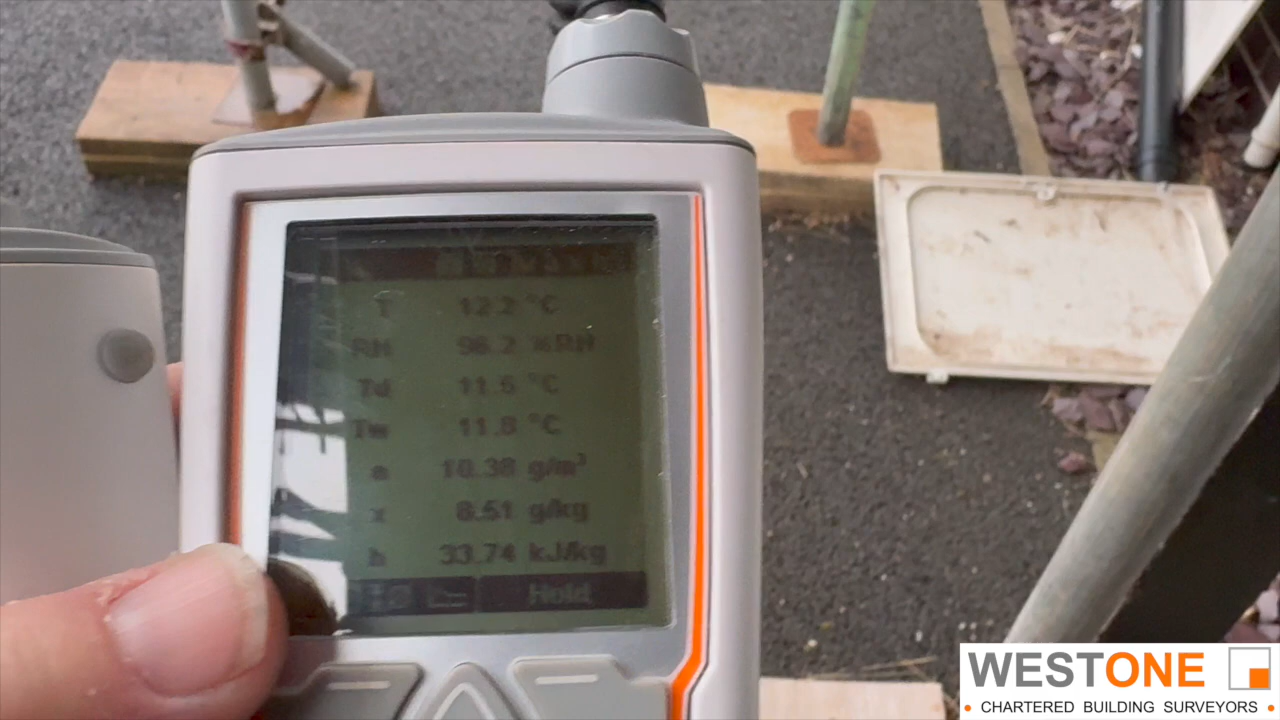 T 12.2 °C
RH 96.2 %RH
Td 11.6 °C
Tw 11.8 °C
a 10.38 g/m³
x 8.51 g/kg
h 33.74 kJ/kg
Hold
WESTONE
• CHARTERED BUILDING SURVEYORS •